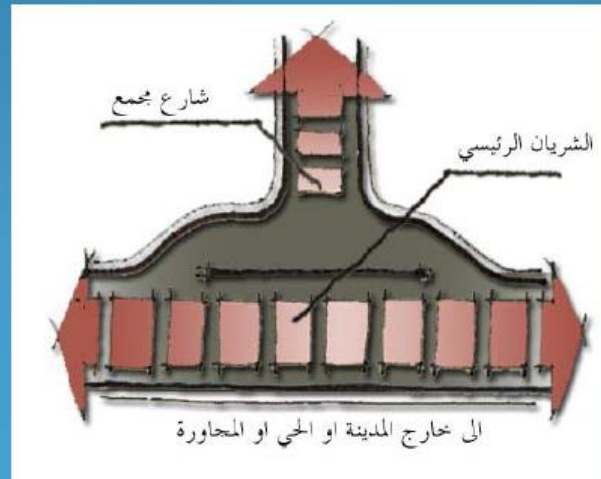 شارع مجمع
الشريان الرئيسي
الى خارج المدينة او الحي او المجاورة